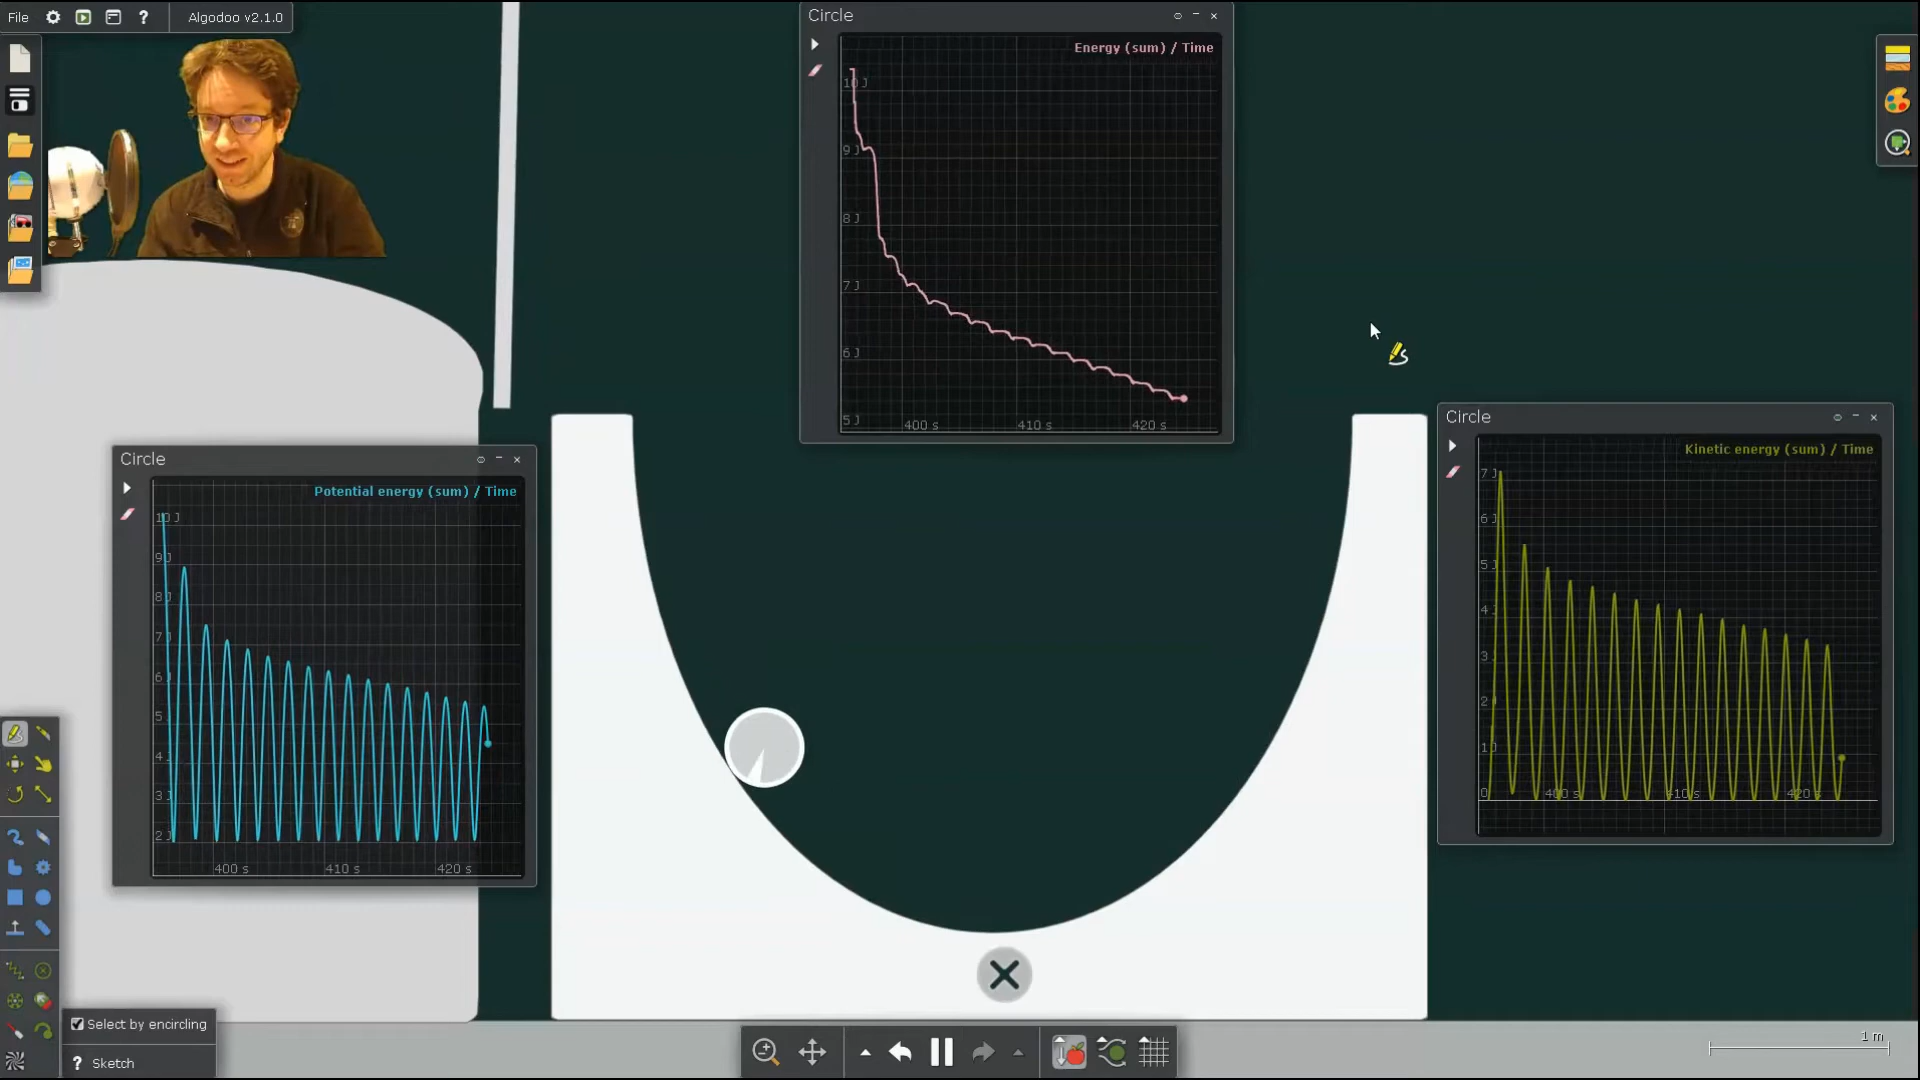 File
?
Algodoo v2.1.0
Circle
Energy (sum) / Time
10 J
9 J
8 J
7 J
6 J
5 J
400 s
410 s
420 s
Circle
Potential energy (sum) / Time
10 J
9 J
8 J
7 J
6 J
5 J
4 J
3 J
2 J
400 s
410 s
420 s
Circle
Kinetic energy (sum) / Time
7 J
6 J
5 J
4 J
3 J
2 J
1 J
0
400 s
410 s
420 s
Select by encircling
? Sketch
1 m